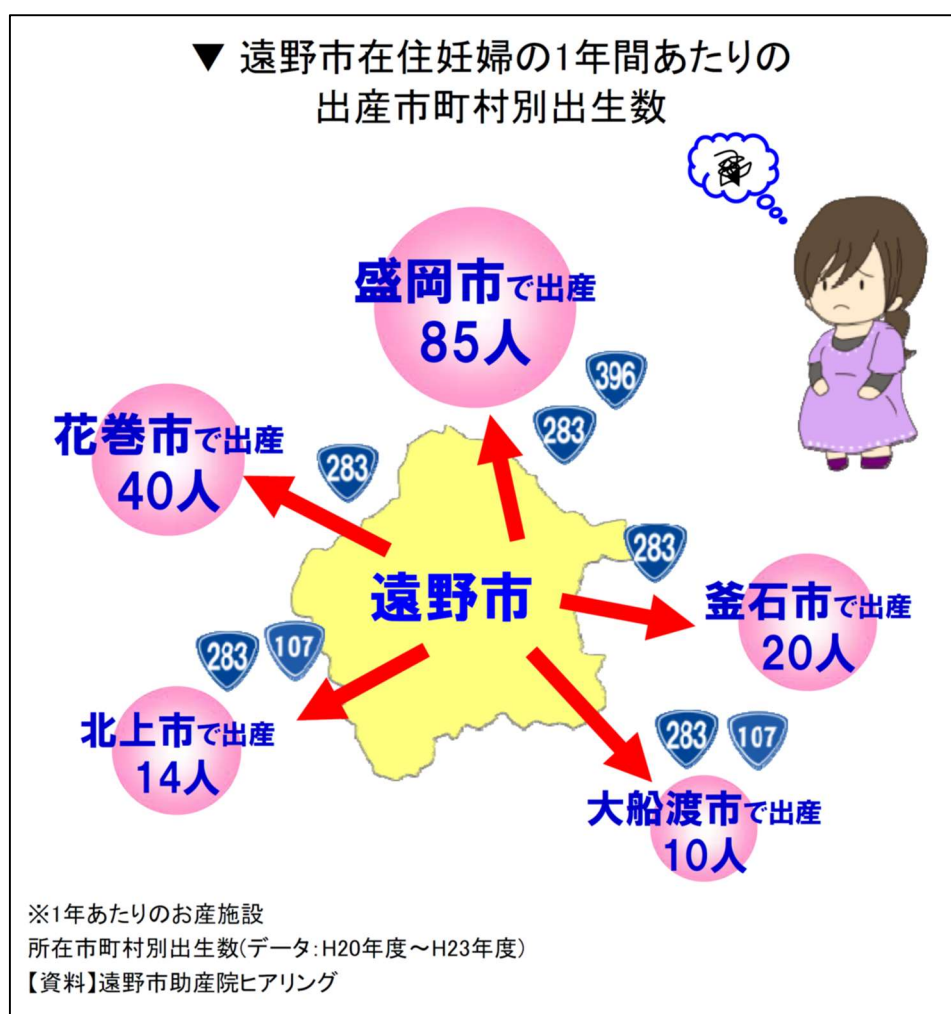 ▼ 遠野市在住妊婦の1年間あたりの
出産市町村別出生数
盛岡市で出産
85人
396
283
花巻市で出産
40人
283
283
遠野市
釜石市で出産
20人
283
107
北上市で出産
14人
283
107
大船渡市で出産
10人
※1年あたりのお産施設
所在市町村別出生数(データ:H20年度～H23年度)
【資料】遠野市助産院ヒアリング